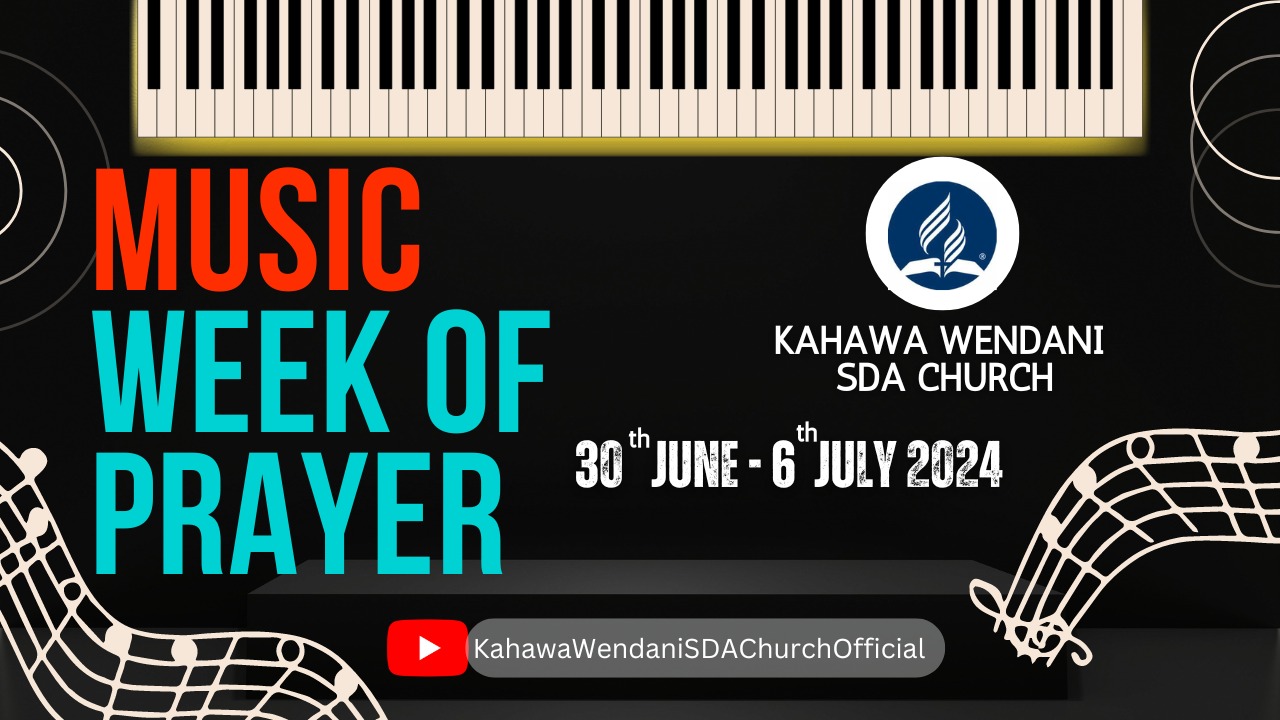 MUSIC
WEEK OF
PRAYER
KAHAWA WENDANI
SDA CHURCH
30th JUNE - 6th JULY 2024
KahawaWendaniSDAChurchOfficial